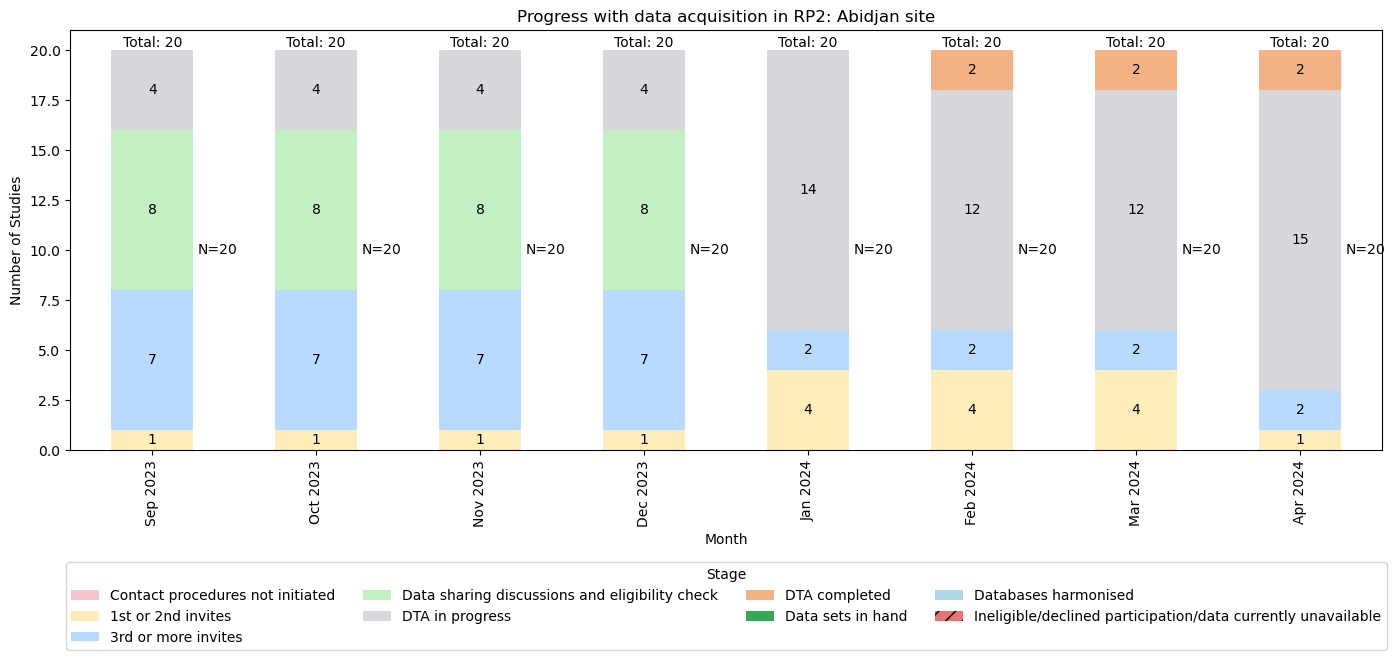 Progress with data acquisition in RP2: Abidjan site
Total: 20 Total: 20 Total: 20 Total: 20 Total: 20 Total: 20 Total: 20 Total: 20
20.0
2 2 2
4 4 4 4
17.5
15.0
14
12.5
8 8 8 8 12 12
15
10.0
N=20 N=20 N=20 N=20 N=20 N=20 N=20 N=20
7.5
7 7 7 7
5.0
2 2 2
2.5
4 4 4 2
1 1 1 1 1
0.0
Number of Studies
Sep 2023
Oct 2023
Nov 2023
Dec 2023
Jan 2024
Feb 2024
Mar 2024
Apr 2024
Month
Stage
Contact procedures not initiated
1st or 2nd invites
3rd or more invites
Data sharing discussions and eligibility check
DTA in progress
DTA completed
Data sets in hand
Databases harmonised
Ineligible/declined participation/data currently unavailable